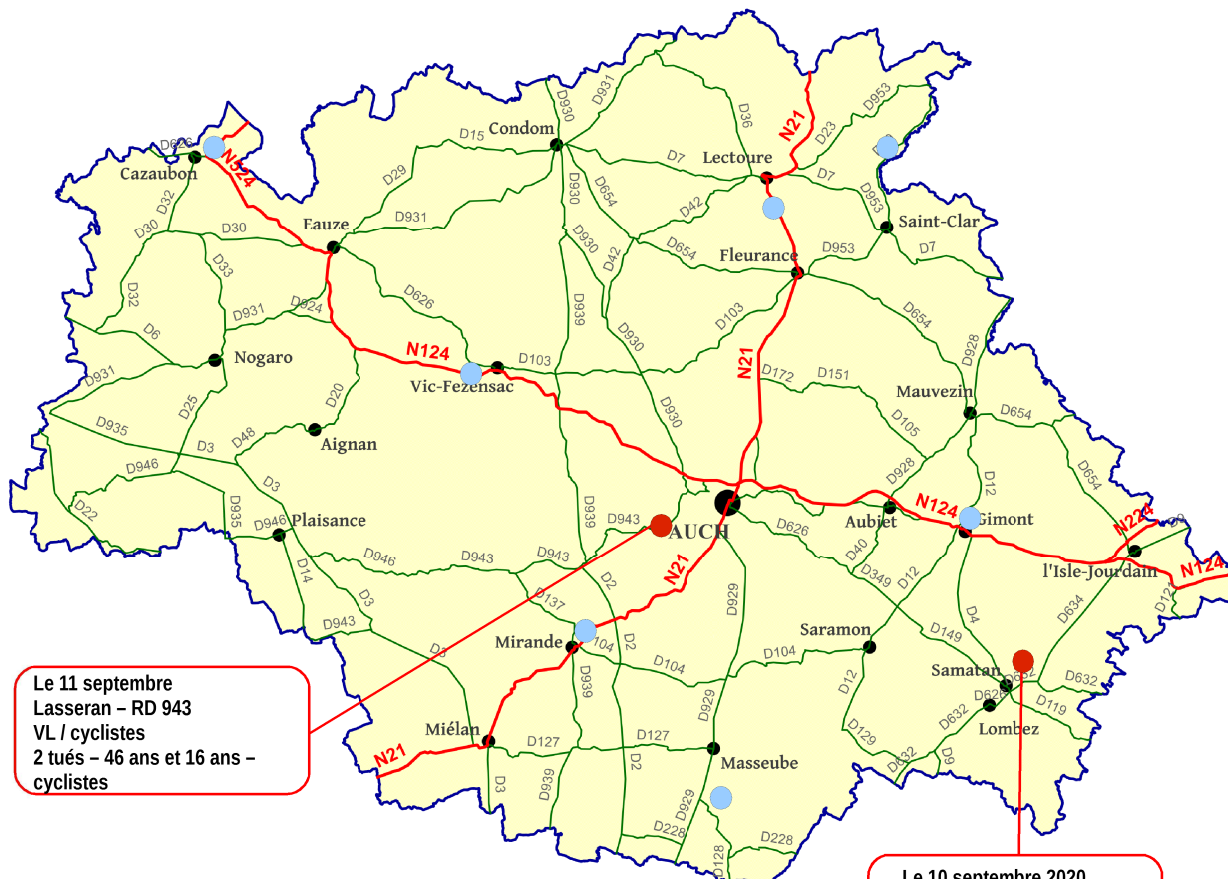 D930
D931
D36
N21
D953
D23
D626
N524
Cazaubon
D15
Condom
D7
Lectoure
D7
D29
D32
D30
D30
D931
Eauze
D930
D654
D42
D953
Saint-Clar
D7
D33
D32
D930
D42
D654
Fleurance
D953
D931
D924
D626
D939
D103
D654
D6
Nogaro
N124
D103
D930
N21
D928
D931
Vic-Fezensac
D172
D151
Mauvezin
D20
D25
D930
D654
D935
D3
D48
Aignan
D105
D654
D946
D3
D928
D12
D22
D935
D946
Plaisance
D939
D943
AUCH
D626
Aubiet
N124
Gimont
N224
D14
D946
D943
D943
D2
N21
D40
D349
D12
l'Isle-Jourdain
N124
D3
D137
D929
D4
D634
D121
D943
D3
Mirande
D104
D2
D104
D104
Saramon
D149
Samatan
D632
D632
D626
D119
Le 11 septembre
Lasseran – RD 943
VL / cyclistes
2 tués – 46 ans et 16 ans –
cyclistes
D939
D929
D12
D632
Lombez
Miélan
N21
D127
D127
Masseube
D129
D632
D9
D3
D939
D2
D929
D228
D228
D128
Le 10 septembre 2020